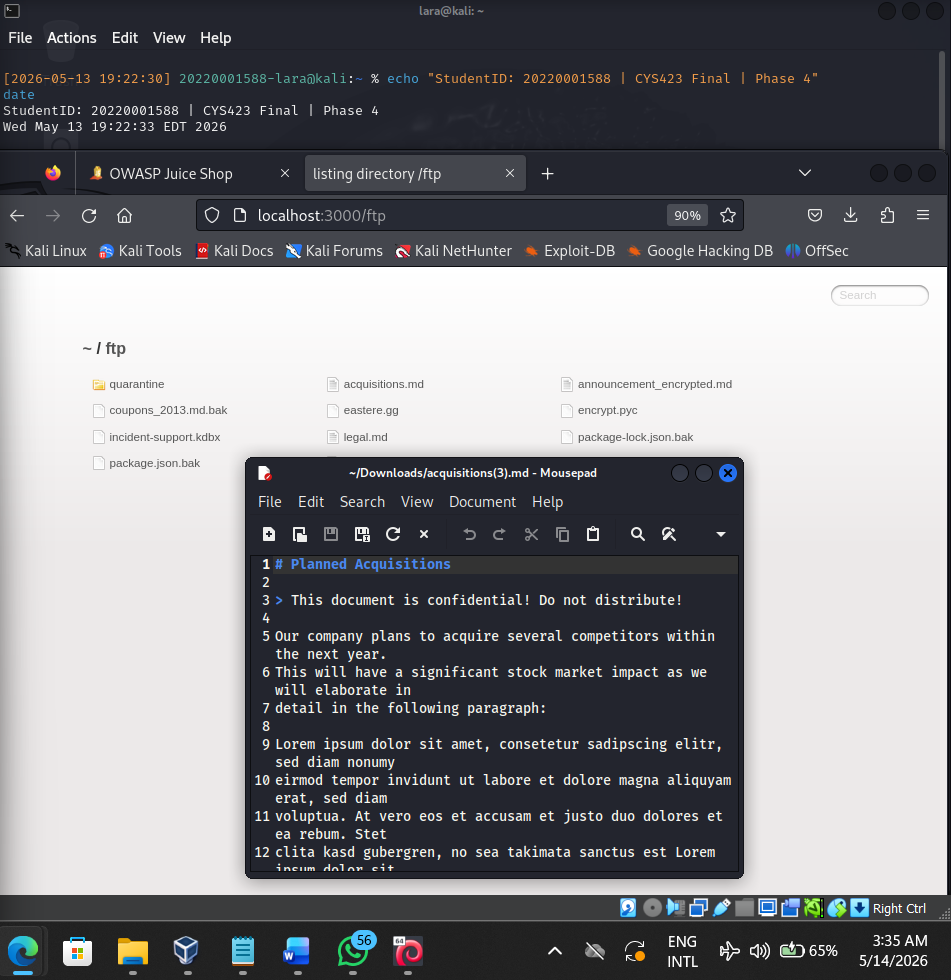 lara@kali: ~
File Actions Edit View Help
[2026-05-13 19:22:30] 20220001588-lara@kali:~ % echo "StudentID: 20220001588 | CYS423 Final | Phase 4"
date
StudentID: 20220001588 | CYS423 Final | Phase 4
Wed May 13 19:22:33 EDT 2026
OWASP Juice Shop
listing directory /ftp
localhost:3000/ftp
90%
Kali Linux Kali Tools Kali Docs Kali Forums Kali NetHunter Exploit-DB Google Hacking DB OffSec
Search
~ / ftp
quarantine acquisitions.md announcement_encrypted.md
coupons_2013.md.bak eastere.gg encrypt.pyc
incident-support.kdbx legal.md package-lock.json.bak
package.json.bak
~/Downloads/acquisitions(3).md - Mousepad
File Edit Search View Document Help
1 # Planned Acquisitions
2
3 > This document is confidential! Do not distribute!
4
5 Our company plans to acquire several competitors within
the next year.
6 This will have a significant stock market impact as we
will elaborate in
7 detail in the following paragraph:
8
9 Lorem ipsum dolor sit amet, consetetur sadipscing elitr,
sed diam nonumy
10 eirmod tempor invidunt ut labore et dolore magna aliquyam
erat, sed diam
11 voluptua. At vero eos et accusam et justo duo dolores et
ea rebum. Stet
12 clita kasd gubergren, no sea takimata sanctus est Lorem
ipsum dolor sit
Right Ctrl
56
64
ENG
INTL
65%
3:35 AM
5/14/2026